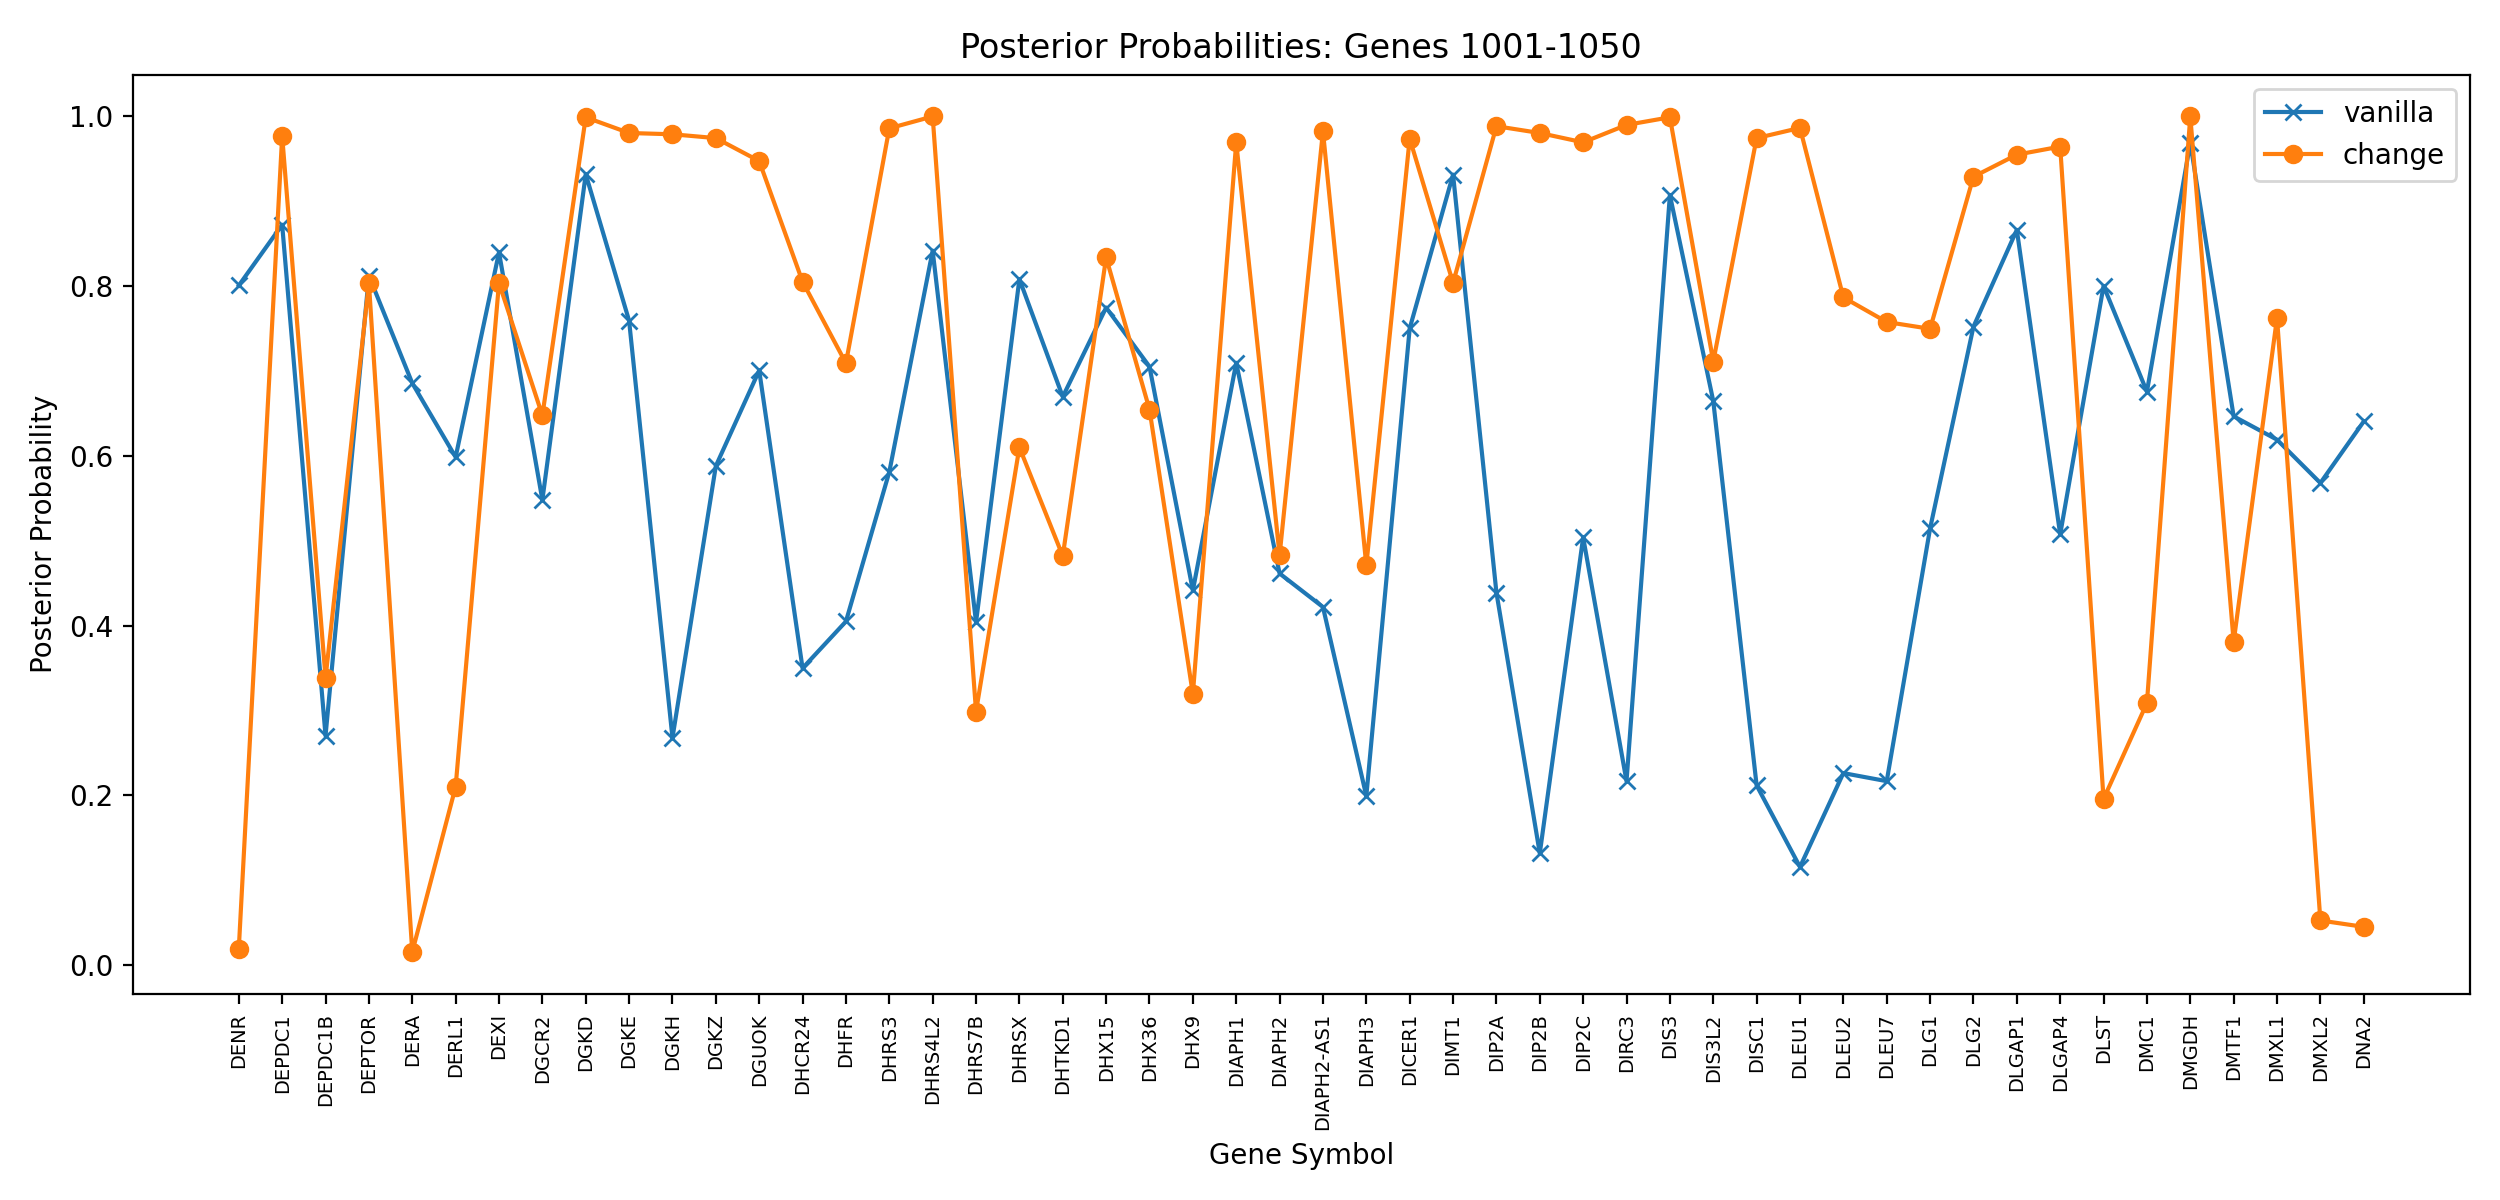 Posterior Probabilities: Genes 1001-1050
vanilla
change
Posterior Probability
1.0
0.8
0.6
0.4
0.2
0.0
DENR
DEPDC1
DEPDC1B
DEPTOR
DERA
DERL1
DEXI
DGCR2
DGKD
DGKE
DGKH
DGKZ
DGUOK
DHCR24
DHFR
DHRS3
DHRS4L2
DHRS7B
DHRSX
DHTKD1
DHX15
DHX36
DHX9
DIAPH1
DIAPH2
DIAPH2-AS1
DIAPH3
DICER1
DIMT1
DIP2A
DIP2B
DIP2C
DIRC3
DIS3
DIS3L2
DISC1
DLEU1
DLEU2
DLEU7
DLG1
DLG2
DLGAP1
DLGAP4
DLST
DMC1
DMGDH
DMTF1
DMXL1
DMXL2
DNA2
Gene Symbol